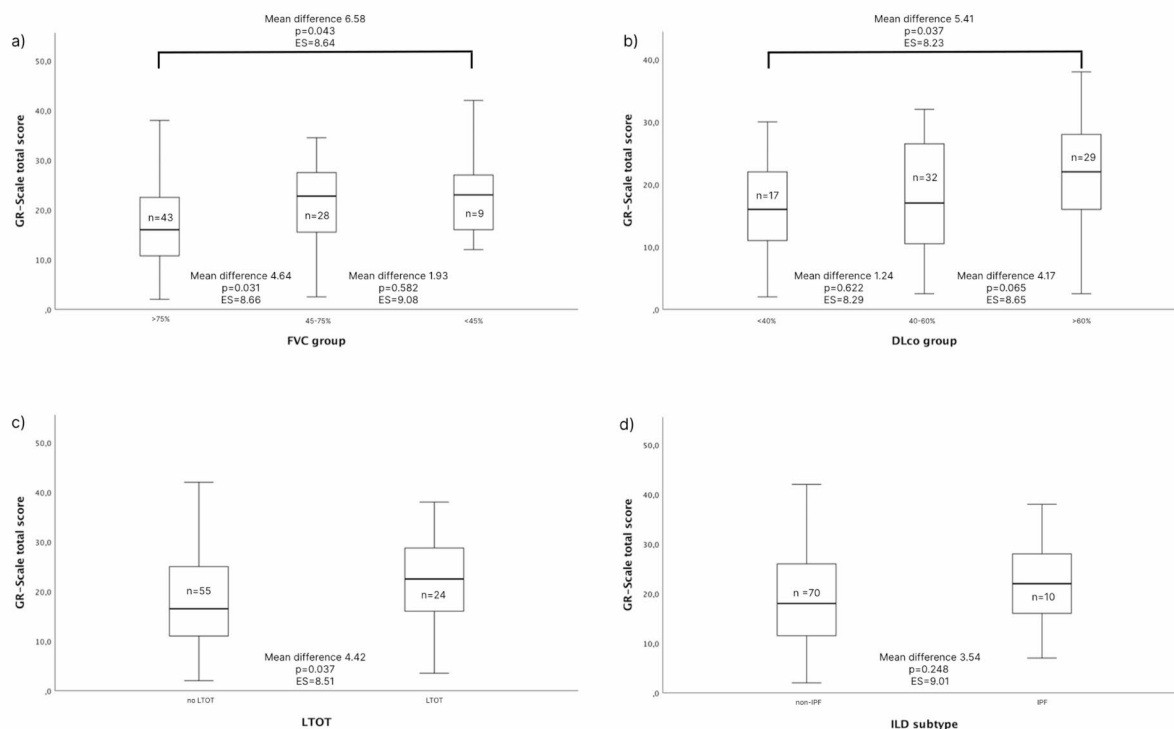 a)
Mean difference 6.58
p=0.043
ES=8.64
GR-Scale total score
50,0
40,0
30,0
20,0
10,0
,0
n=43
n=28
n=9
Mean difference 4.64
p=0.031
ES=8.66
Mean difference 1.93
p=0.582
ES=9.08
>75%
45-75%
<45%
FVC group
b)
Mean difference 5.41
p=0.037
ES=8.23
GR-Scale total score
40,0
30,0
20,0
10,0
,0
n=17
n=32
n=29
Mean difference 1.24
p=0.622
ES=8.29
Mean difference 4.17
p=0.065
ES=8.65
<40%
40-60%
>60%
DLco group
c)
GR-Scale total score
50,0
40,0
30,0
20,0
10,0
,0
n=55
n=24
Mean difference 4.42
p=0.037
ES=8.51
no LTOT
LTOT
LTOT
d)
GR-Scale total score
50,0
40,0
30,0
20,0
10,0
,0
n =70
n=10
Mean difference 3.54
p=0.248
ES=9.01
non-IPF
IPF
ILD subtype